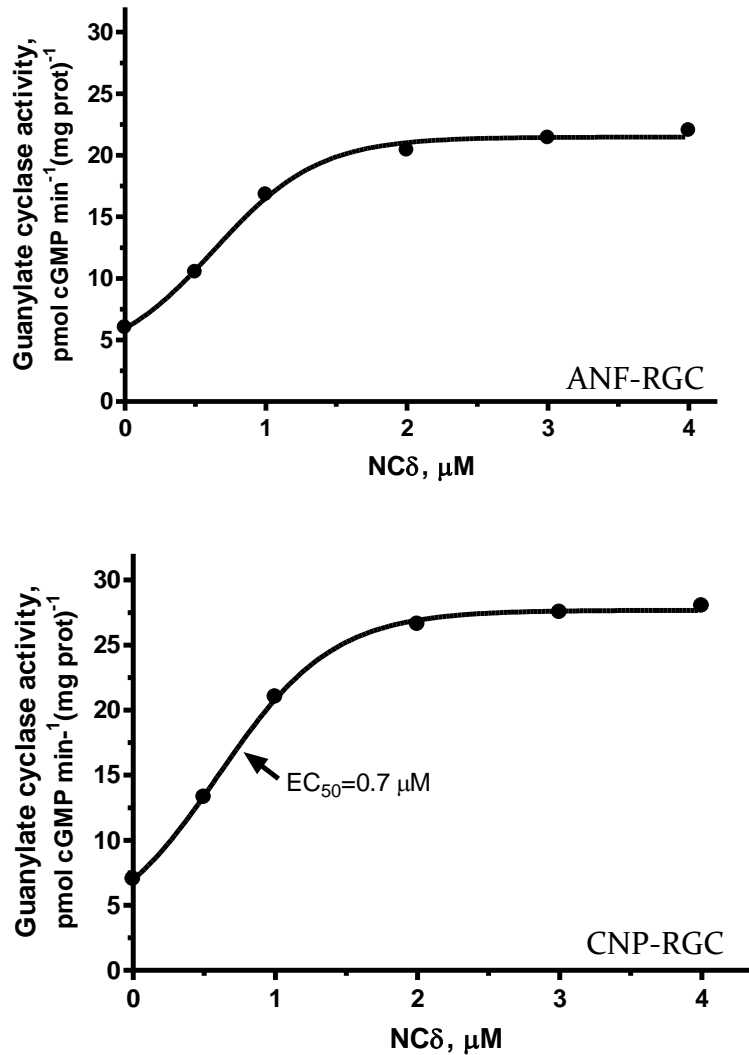 Guanylate cyclase activity,
pmol cGMP min⁻¹(mg prot)⁻¹
30
25
20
15
10
5
0
0 1 2 3 4
NCδ, μM
ANF-RGC
Guanylate cyclase activity,
pmol cGMP min-¹(mg prot)⁻¹
30
25
20
15
10
5
0
0 1 2 3 4
NCδ, μM
EC₅₀=0.7 μM
CNP-RGC